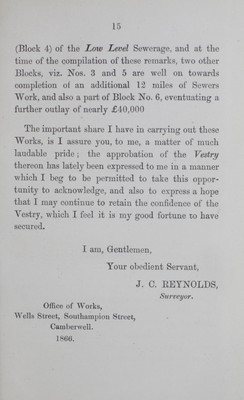 15
(Block 4) of the Low Level Sewerage, and at the
time of the compilation of these remarks, two other
Blocks, viz. Nos. 3 and 5 are well on towards
completion of an additional 12 miles of Sewers
Work, and also a part of Block No. 6, eventuating a
further outlay of nearly £40,000
The important share I have in carrying out these
Works, is I assure you, to me, a matter of much
laudable pride; the approbation of the Vestry
thereon has lately been expressed to me in a manner
which I beg to be permitted to take this oppor-
tunity to acknowledge, and also to express a hope
that I may continue to retain the confidence of the
Vestry, which I feel it is my good fortune to have
secured.
I am, Gentlemen,
Your obedient Servant,
J. C. REYNOLDS,
Surveyor.
Office of Works,
Wells Street, Southampton Street,
Camberwell.
1866.